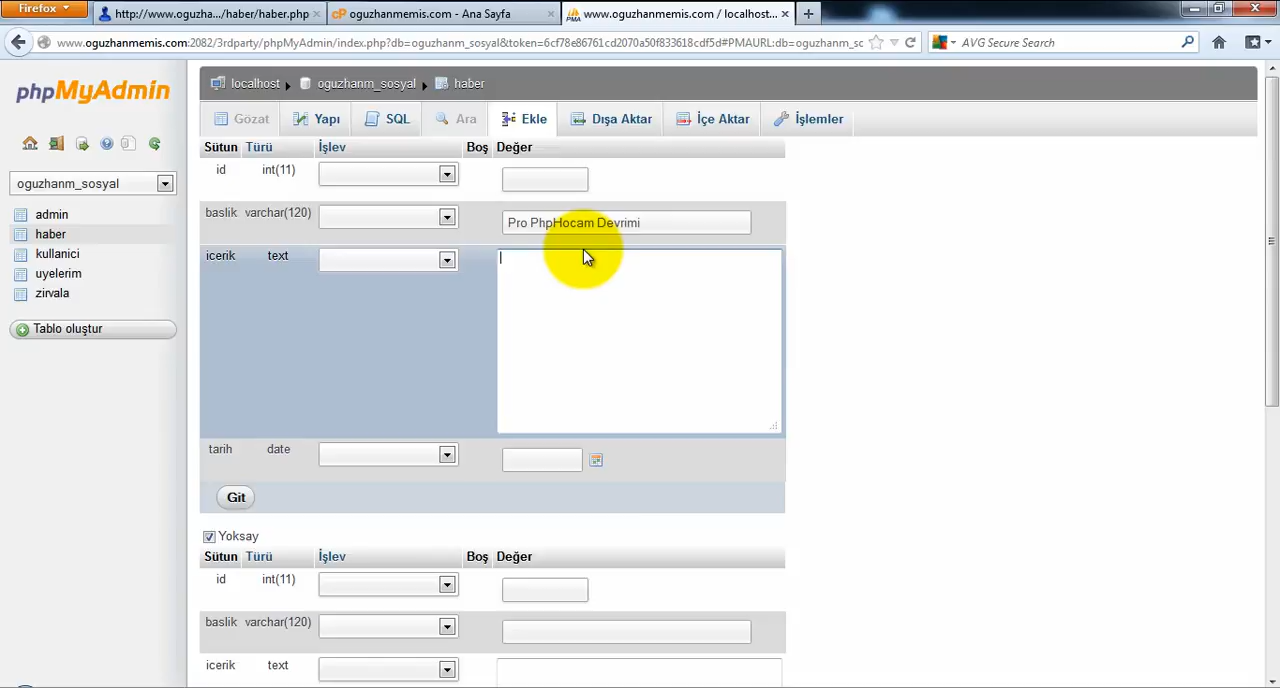 Firefox
http://www.oguzha.../haber/haber.php
cP oguzhanmemis.com - Ana Sayfa
PMA www.oguzhanmemis.com / localhost...
www.oguzhanmemis.com:2082/3rdparty/phpMyAdmin/index.php?db=oguzhanm_sosyal&token=6cf78e86761cd2070a50f833618cdf5d#PMAURL:db=oguzhanm_sc
AVG Secure Search
phpMyAdmin
localhost oguzhanm_sosyal haber
Gözat Yapı SQL Ara Ekle Dışa Aktar İçe Aktar İşlemler
oguzhanm_sosyal
admin
haber
kullanici
uyelerim
zirvala
Tablo oluştur
Sütun Türü İşlev Boş Değer
id int(11)
baslik varchar(120) Pro PhpHocam Devrimi
icerik text
tarih date
Git
Yoksay
Sütun Türü İşlev Boş Değer
id int(11)
baslik varchar(120)
icerik text